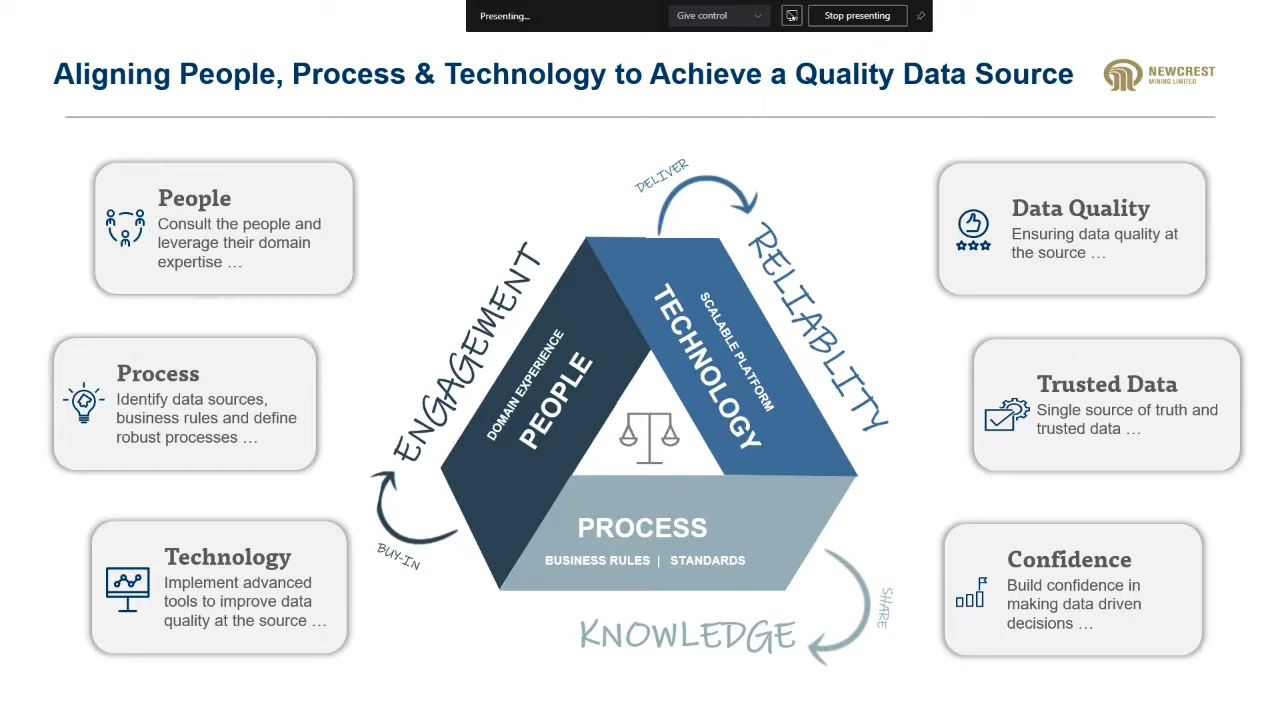 Presenting...
Give control
Stop presenting
Aligning People, Process & Technology to Achieve a Quality Data Source
NEWCREST
MINING LIMITED
People
Consult the people and
leverage their domain
expertise …
Process
Identify data sources,
business rules and define
robust processes …
Technology
Implement advanced
tools to improve data
quality at the source …
DELIVER
ENGAGEMENT
RELIABLITY
DOMAIN EXPERIENCE
PEOPLE
SCALABLE PLATFORM
TECHNOLOGY
BUY-IN
PROCESS
BUSINESS RULES | STANDARDS
SHARE
KNOWLEDGE
Data Quality
Ensuring data quality at
the source …
Trusted Data
Single source of truth and
trusted data …
Confidence
Build confidence in
making data driven
decisions …